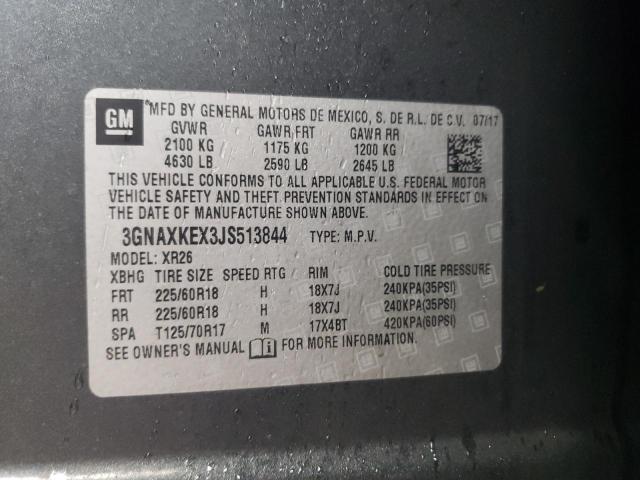 GM
*MFD BY GENERAL MOTORS DE MEXICO, S. DE R.L. DE C.V. 07/17
GVWR GAWR FRT GAWR RR
2100 KG 1175 KG 1200 KG
4630 LB 2590 LB 2645 LB
THIS VEHICLE CONFORMS TO ALL APPLICABLE U.S. FEDERAL MOTOR
VEHICLE SAFETY AND THEFT PREVENTION STANDARDS IN EFFECT ON
THE DATE OF MANUFACTURE SHOWN ABOVE.
3GNAXKEX3JS513844 TYPE: M.P.V.
MODEL: XR26
XBHG TIRE SIZE SPEED RTG RIM COLD TIRE PRESSURE
FRT 225/60R18 H 18X7J 240KPA(35PSI)
RR 225/60R18 H 18X7J 240KPA(35PSI)
SPA T125/70R17 M 17X4BT 420KPA(60PSI)
SEE OWNER'S MANUAL FOR MORE INFORMATION.